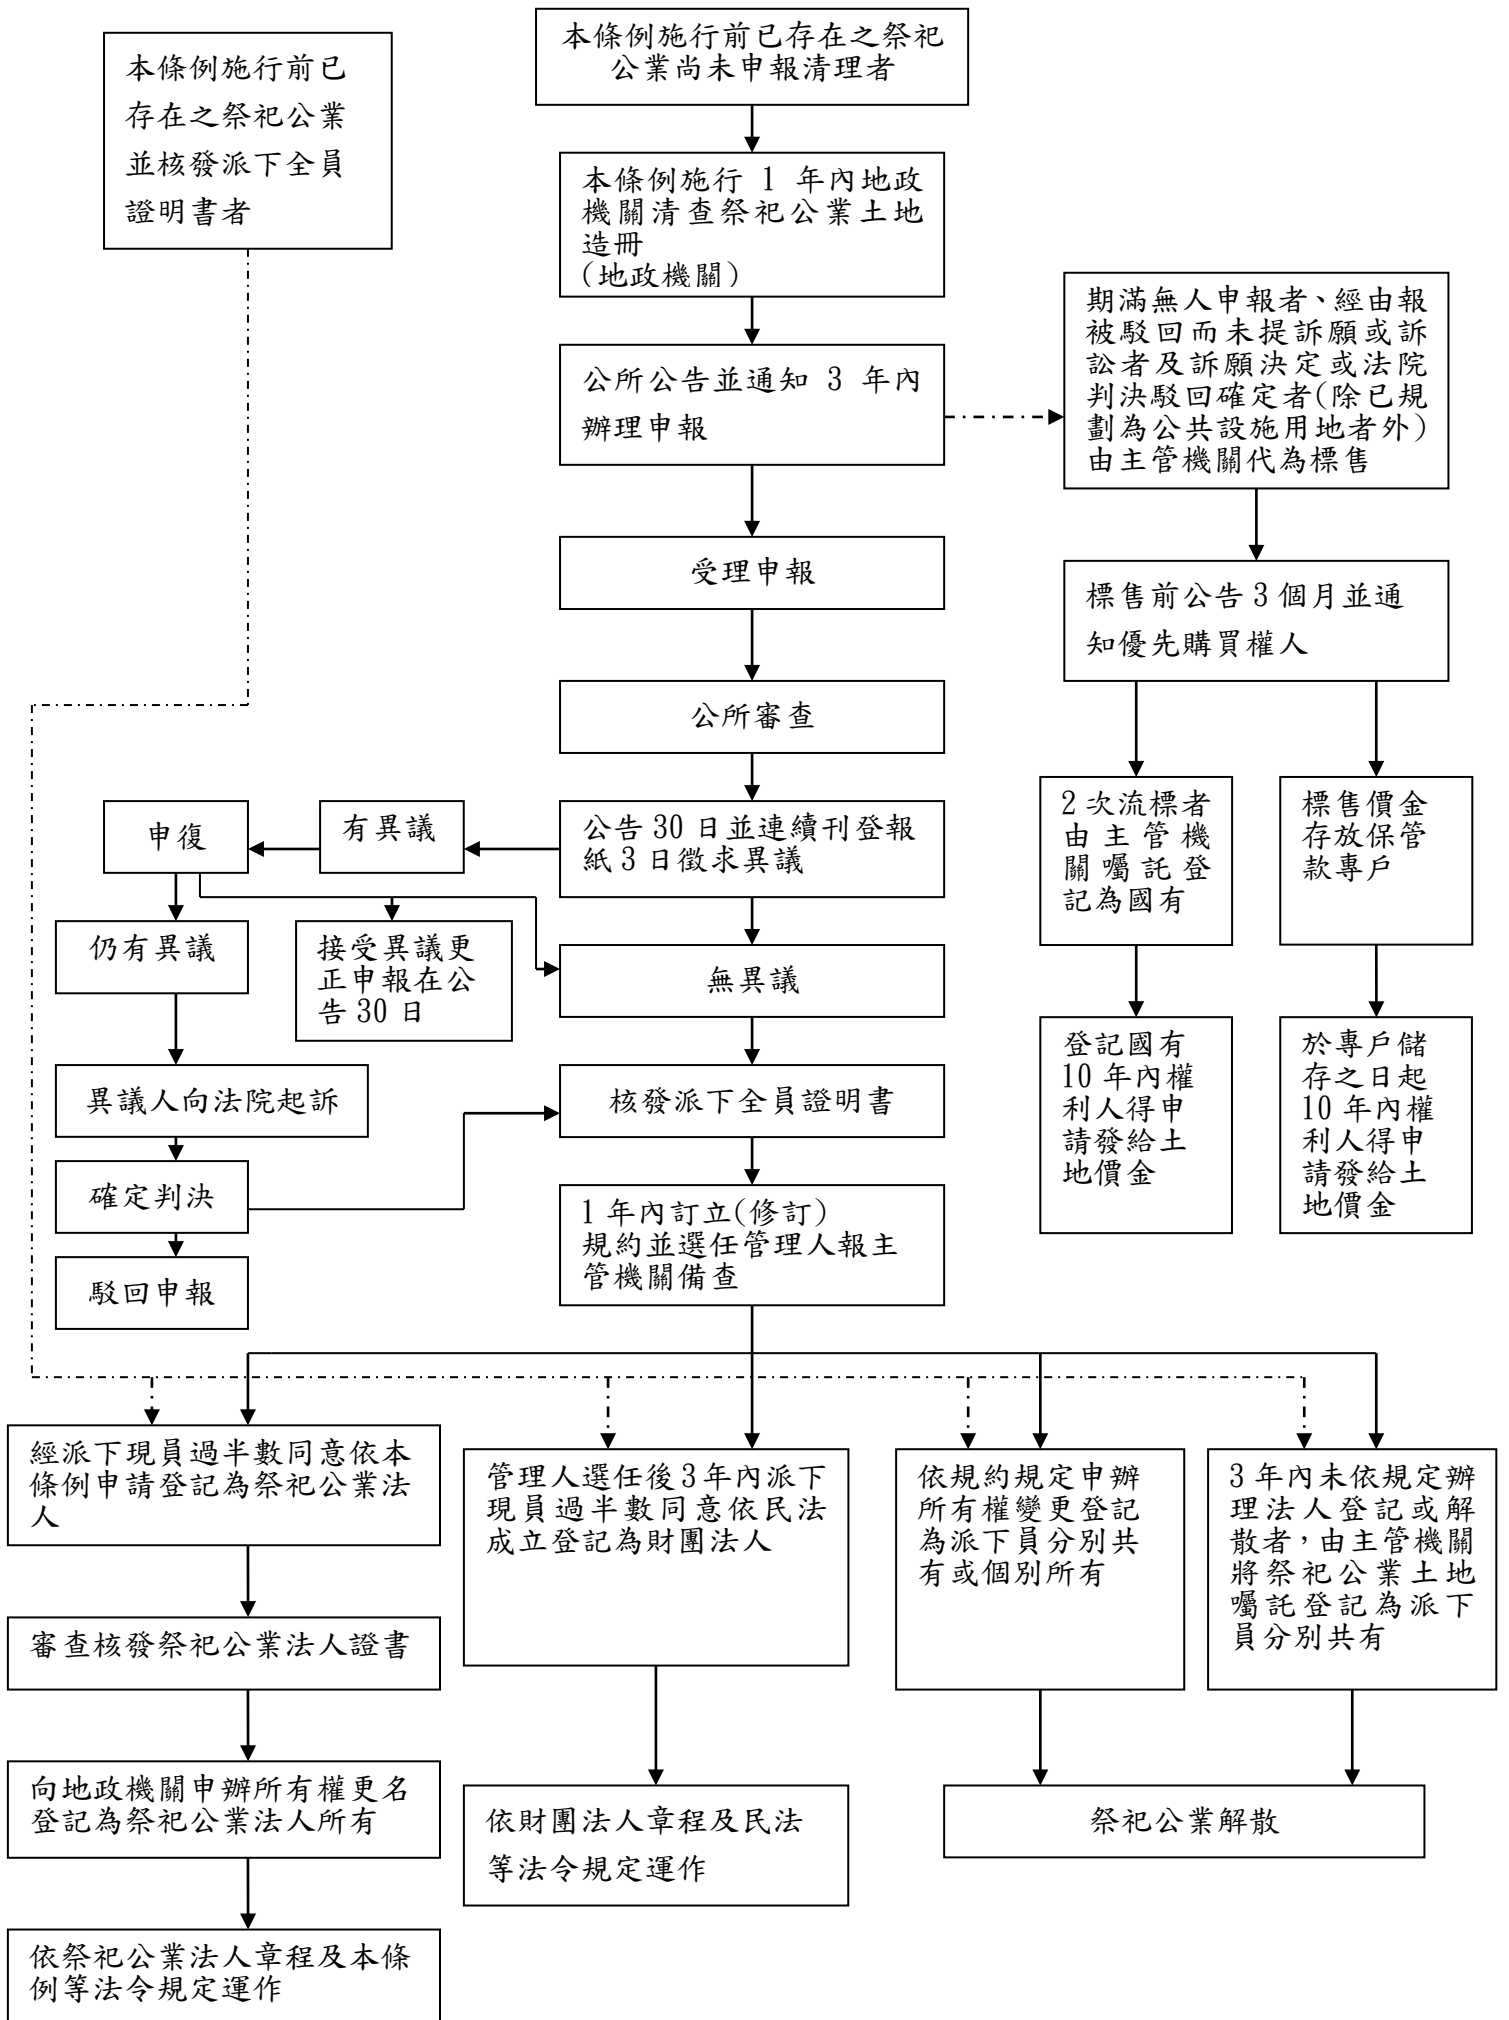 本條例施行前已存在之祭祀
公業尚未申報清理者
本條例施行前已
存在之祭祀公業
並核發派下全員
證明書者
本條例施行 1 年內地政
機關清查祭祀公業土地
造冊
(地政機關)
期滿無人申報者、經由報
被駁回而未提訴願或訴
訟者及訴願決定或法院
判決駁回確定者(除已規
劃為公共設施用地者外)
由主管機關代為標售
公所公告並通知 3 年內
辦理申報
受理申報
標售前公告 3 個月並通
知優先購買權人
公所審查
申復
有異議
公告 30 日並連續刊登報
紙 3 日徵求異議
2 次流標者
由主管機
關囑託登
記為國有
標售價金
存放保管
款專戶
仍有異議
接受異議更
正申報在公
告 30 日
無異議
登記國有
10 年內權
利人得申
請發給土
地價金
於專戶儲
存之日起
10 年內權
利人得申
請發給土
地價金
異議人向法院起訴
核發派下全員證明書
確定判決
1 年內訂立(修訂)
規約並選任管理人報主
管機關備查
駁回申報
經派下現員過半數同意依本
條例申請登記為祭祀公業法
人
管理人選任後 3 年內派下
現員過半數同意依民法
成立登記為財團法人
依規約規定申辦
所有權變更登記
為派下員分別共
有或個別所有
3 年內未依規定辦
理法人登記或解
散者，由主管機關
將祭祀公業土地
囑託登記為派下
員分別共有
審查核發祭祀公業法人證書
向地政機關申辦所有權更名
登記為祭祀公業法人所有
依財團法人章程及民法
等法令規定運作
祭祀公業解散
依祭祀公業法人章程及本條
例等法令規定運作